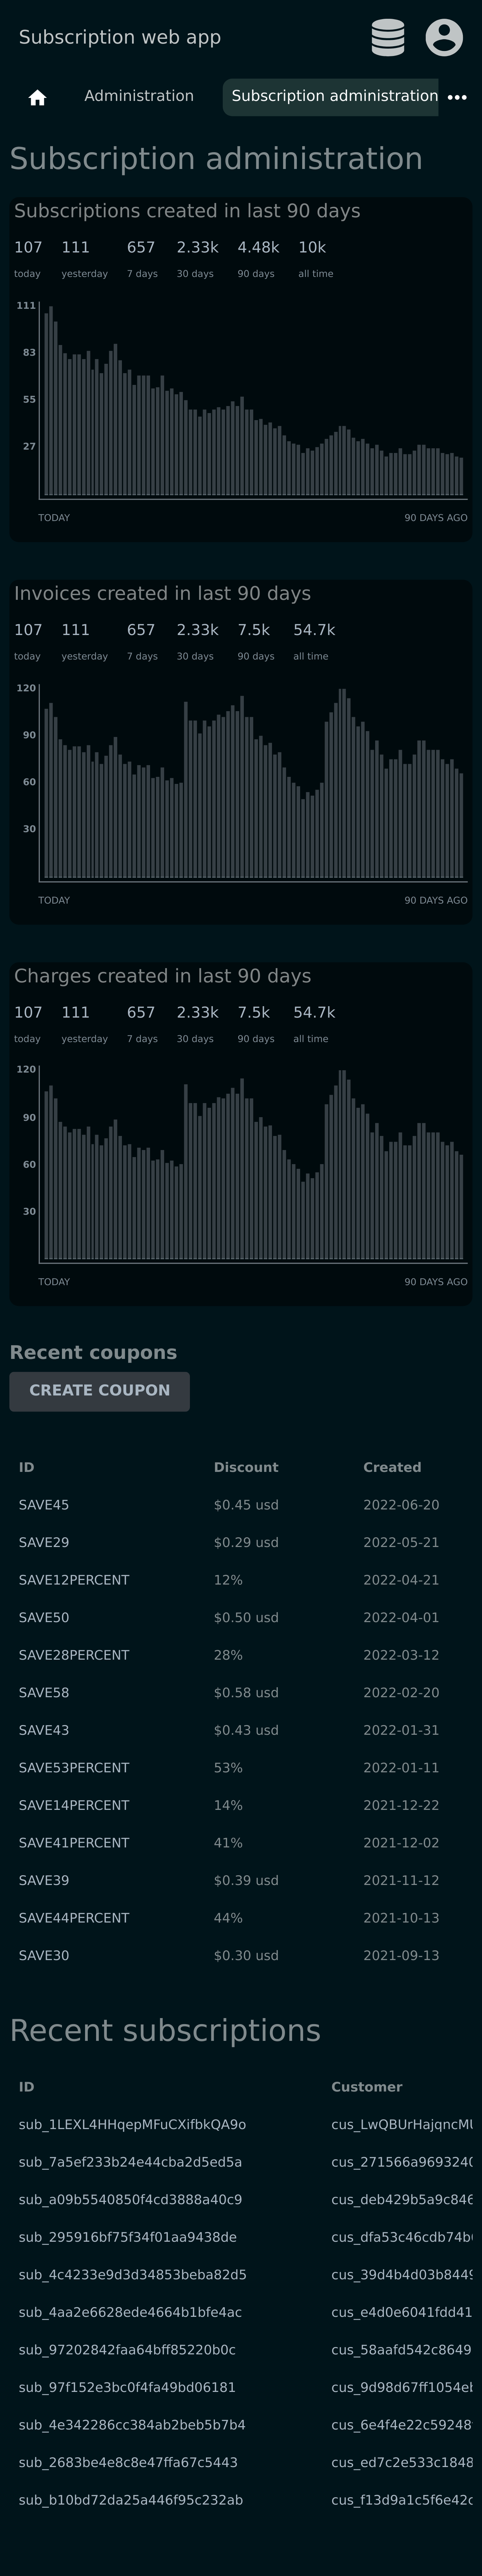 Subscription web app
Administration Subscription administration
Subscription administration
Subscriptions created in last 90 days
107 111 657 2.33k 4.48k 10k
today yesterday 7 days 30 days 90 days all time
111
83
55
27
TODAY 90 DAYS AGO
Invoices created in last 90 days
107 111 657 2.33k 7.5k 54.7k
today yesterday 7 days 30 days 90 days all time
120
90
60
30
TODAY 90 DAYS AGO
Charges created in last 90 days
107 111 657 2.33k 7.5k 54.7k
today yesterday 7 days 30 days 90 days all time
120
90
60
30
TODAY 90 DAYS AGO
Recent coupons
CREATE COUPON
ID Discount Created
SAVE45 $0.45 usd 2022-06-20
SAVE29 $0.29 usd 2022-05-21
SAVE12PERCENT 12% 2022-04-21
SAVE50 $0.50 usd 2022-04-01
SAVE28PERCENT 28% 2022-03-12
SAVE58 $0.58 usd 2022-02-20
SAVE43 $0.43 usd 2022-01-31
SAVE53PERCENT 53% 2022-01-11
SAVE14PERCENT 14% 2021-12-22
SAVE41PERCENT 41% 2021-12-02
SAVE39 $0.39 usd 2021-11-12
SAVE44PERCENT 44% 2021-10-13
SAVE30 $0.30 usd 2021-09-13
Recent subscriptions
ID Customer
sub_1LEXL4HHqepMFuCXifbkQA9o cus_LwQBUrHajqncMU
sub_7a5ef233b24e44cba2d5ed5a cus_271566a9693240
sub_a09b5540850f4cd3888a40c9 cus_deb429b5a9c846
sub_295916bf75f34f01aa9438de cus_dfa53c46cdb74b
sub_4c4233e9d3d34853beba82d5 cus_39d4b4d03b8449
sub_4aa2e6628ede4664b1bfe4ac cus_e4d0e6041fdd41
sub_97202842faa64bff85220b0c cus_58aafd542c8649
sub_97f152e3bc0f4fa49bd06181 cus_9d98d67ff1054eb
sub_4e342286cc384ab2beb5b7b4 cus_6e4f4e22c59248
sub_2683be4e8c8e47ffa67c5443 cus_ed7c2e533c1848
sub_b10bd72da25a446f95c232ab cus_f13d9a1c5f6e42c